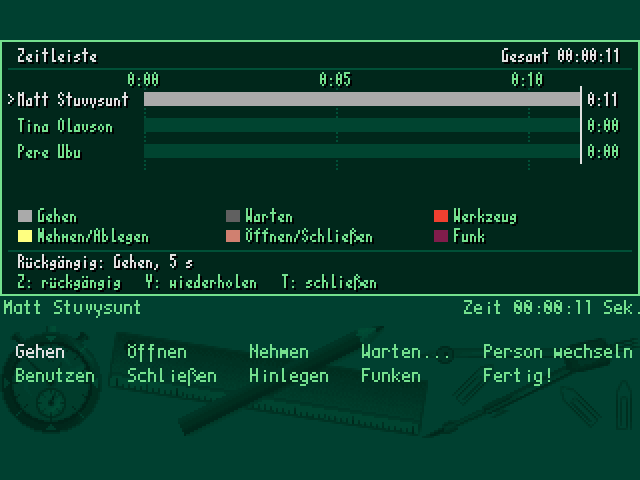 Zeitleiste Gesamt 00:00:11
0:00 0:05 0:10
>Matt Stuvysunt 0:11
Tina Olavson 0:00
Pere Ubu 0:00
Gehen Warten Werkzeug
Nehmen/Ablegen Öffnen/Schließen Funk
Rückgängig: Gehen, 5 s
Z: rückgängig Y: wiederholen T: schließen
Matt Stuvysunt Zeit 00:00:11 Sek.
Gehen Öffnen Nehmen Warten... Person wechseln
Benutzen Schließen Hinlegen Funken Fertig!